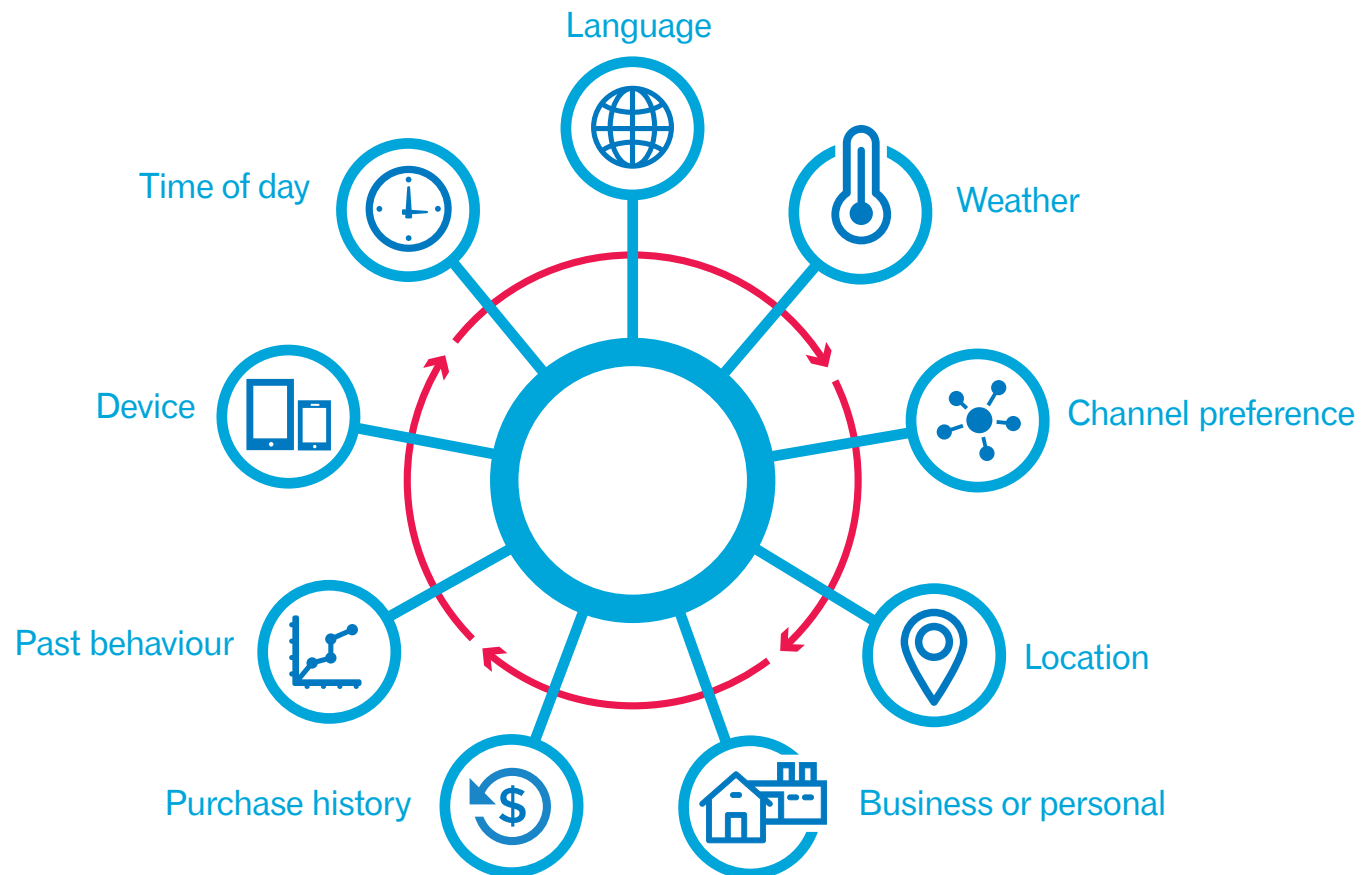 Language
Weather
Channel preference
Location
Business or personal
Purchase history
Past behaviour
Device
Time of day
$